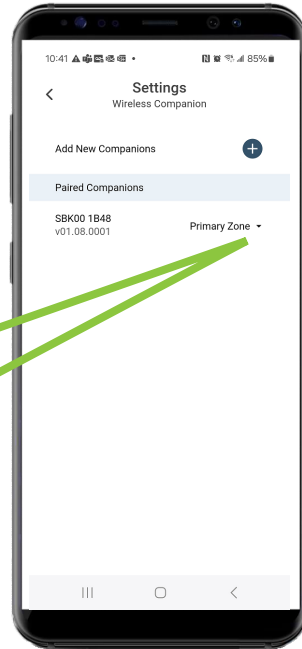 10:41
85%
Settings
Wireless Companion
Add New Companions
Paired Companions
SBK00 1B48
v01.08.0001
Primary Zone